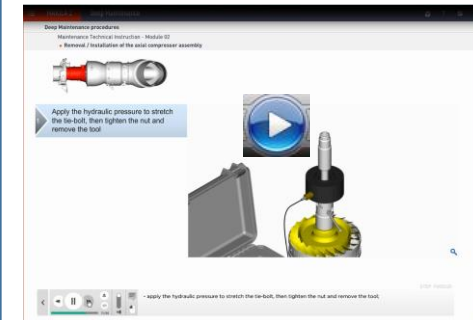 Deep Maintenance procedures
Maintenance Technical Instruction - Module 02
Removal / Installation of the axial compressor assembly
Apply the hydraulic pressure to stretch
the tie-bolt, then tighten the nut and
remove the tool
- apply the hydraulic pressure to stretch the tie-bolt, then tighten the nut and remove the tool;